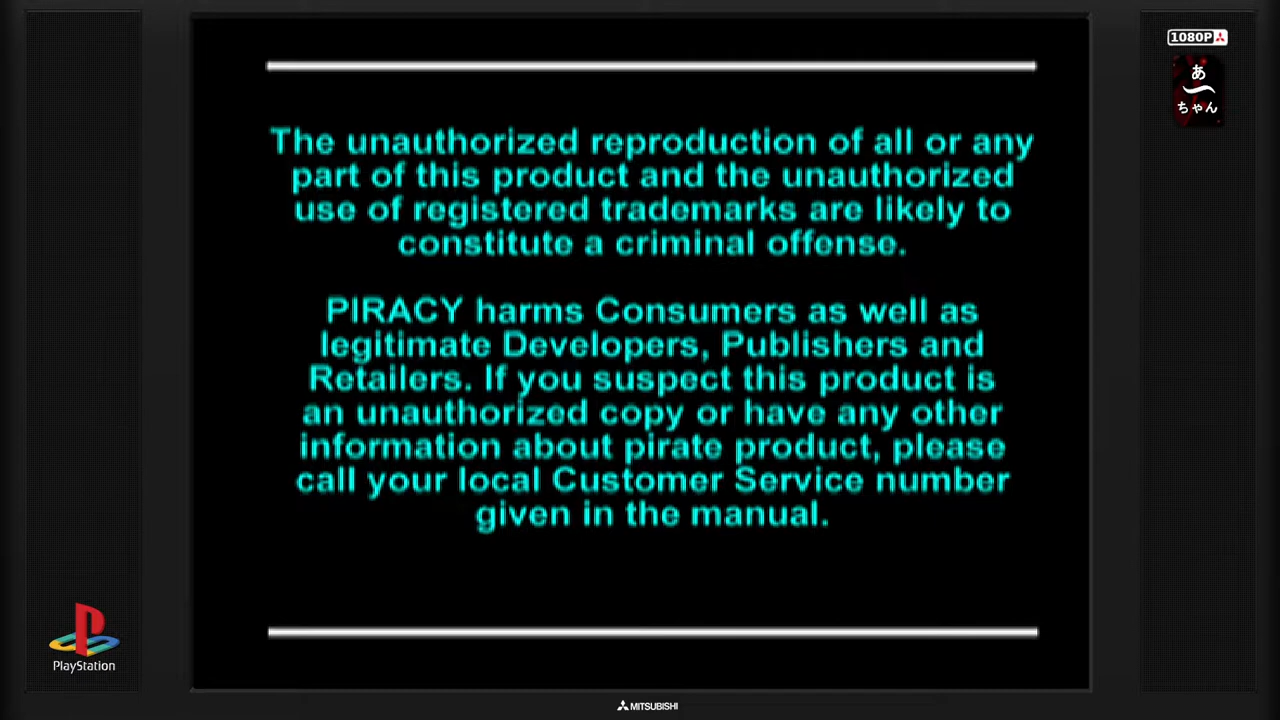 1080P
あ
ー
ちゃん
The unauthorized reproduction of all or any
part of this product and the unauthorized
use of registered trademarks are likely to
constitute a criminal offense.
PIRACY harms Consumers as well as
legitimate Developers, Publishers and
Retailers. If you suspect this product is
an unauthorized copy or have any other
information about pirate product, please
call your local Customer Service number
given in the manual.
PlayStation
MITSUBISHI